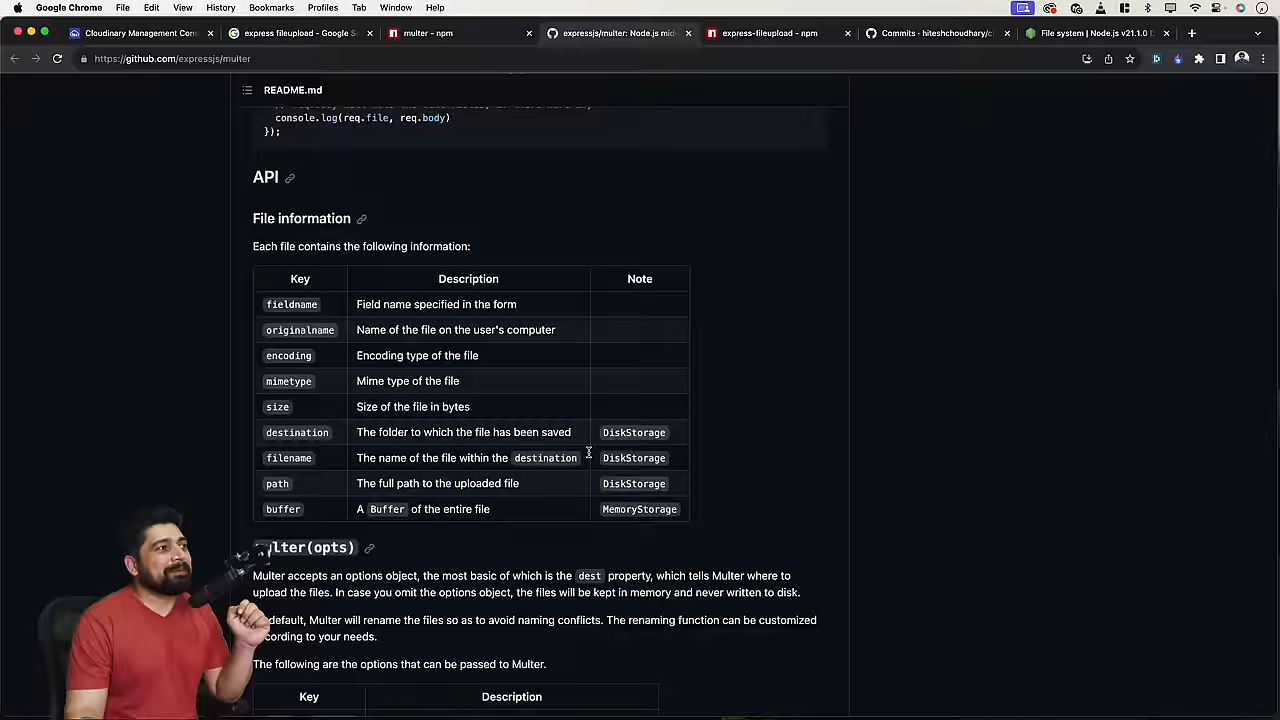 Google Chrome File Edit View History Bookmarks Profiles Tab Window Help
Cloudinary Management Con express fileupload - Google S multer - npm expressjs/multer: Node.js mid express-fileupload - npm Commits · hiteshchoudhary/c File system | Node.js v21.1.0 D
https://github.com/expressjs/multer
README.md
console.log(req.file, req.body)
});
API
File information
Each file contains the following information:
Key Description Note
fieldname Field name specified in the form
originalname Name of the file on the user's computer
encoding Encoding type of the file
mimetype Mime type of the file
size Size of the file in bytes
destination The folder to which the file has been saved DiskStorage
filename The name of the file within the destination DiskStorage
path The full path to the uploaded file DiskStorage
buffer A Buffer of the entire file MemoryStorage
ulter(opts)
Multer accepts an options object, the most basic of which is the dest property, which tells Multer where to
upload the files. In case you omit the options object, the files will be kept in memory and never written to disk.
default, Multer will rename the files so as to avoid naming conflicts. The renaming function can be customized
cording to your needs.
The following are the options that can be passed to Multer.
Key Description